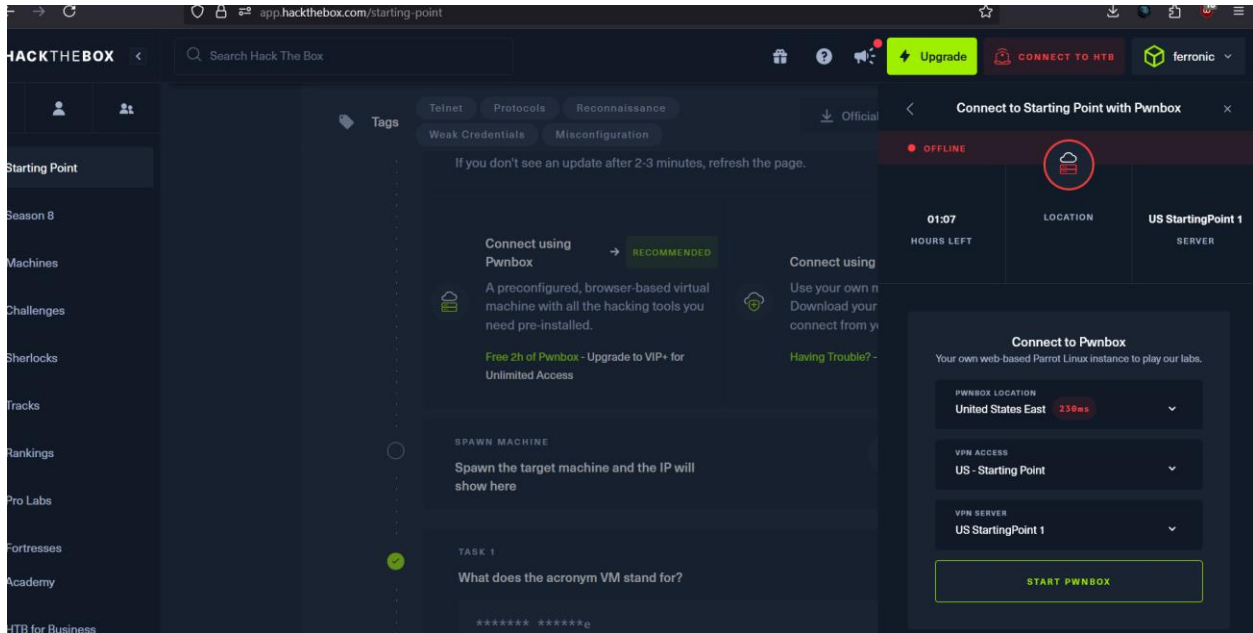 app.hackthebox.com/starting-point
HACKTHEBOX
Search Hack The Box
Upgrade
CONNECT TO HTB
ferronic
Starting Point
Season 8
Machines
Challenges
Sherlocks
Tracks
Rankings
Pro Labs
Fortresses
Academy
HTB for Business
Tags
Telnet Protocols Reconnaissance
Weak Credentials Misconfiguration
Official
If you don't see an update after 2-3 minutes, refresh the page.
Connect using
Pwnbox
RECOMMENDED
A preconfigured, browser-based virtual
machine with all the hacking tools you
need pre-installed.
Free 2h of Pwnbox - Upgrade to VIP+ for
Unlimited Access
Connect using
Use your own
Download your
connect from
Having Trouble? -
SPAWN MACHINE
Spawn the target machine and the IP will
show here
TASK 1
What does the acronym VM stand for?
******* ******e
Connect to Starting Point with Pwnbox
OFFLINE
01:07
HOURS LEFT
LOCATION
US StartingPoint 1
SERVER
Connect to Pwnbox
Your own web-based Parrot Linux instance to play our labs.
PWNBOX LOCATION
United States East 230ms
VPN ACCESS
US - Starting Point
VPN SERVER
US StartingPoint 1
START PWNBOX